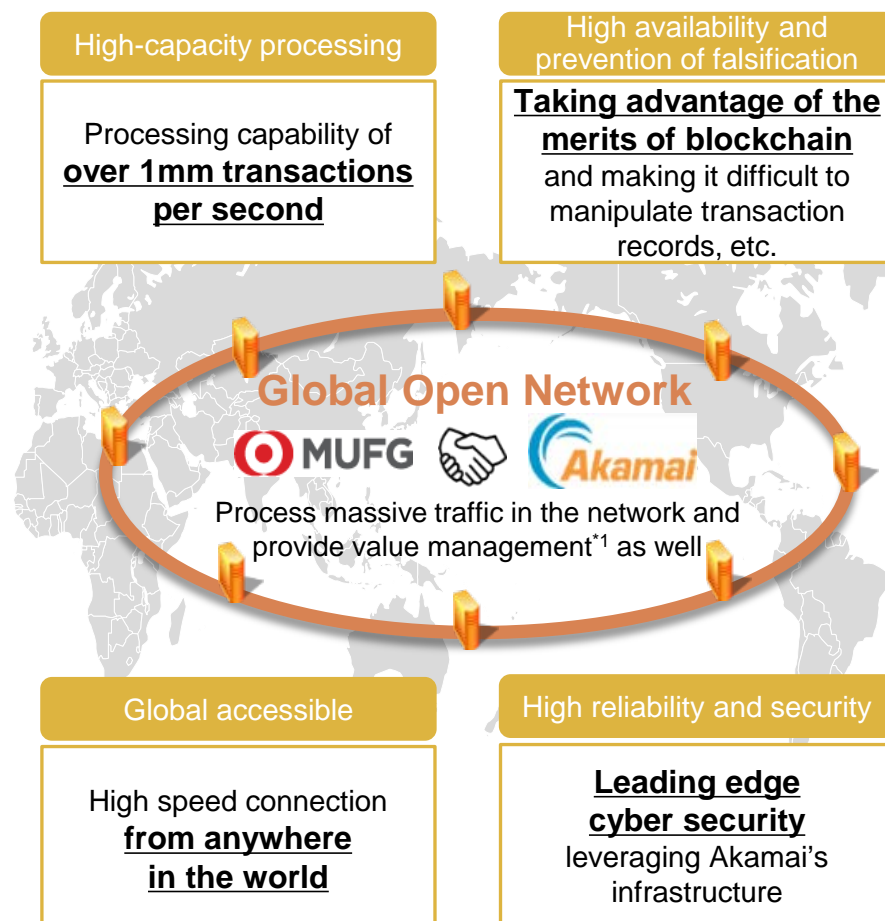 High-capacity processing
Processing capability of
over 1mm transactions
per second
High availability and
prevention of falsification
Taking advantage of the
merits of blockchain
and making it difficult to
manipulate transaction
records, etc.
Global Open Network
MUFG
Akamai
Process massive traffic in the network and
provide value management*1 as well
Global accessible
High speed connection
from anywhere
in the world
High reliability and security
Leading edge
cyber security
leveraging Akamai’s
infrastructure